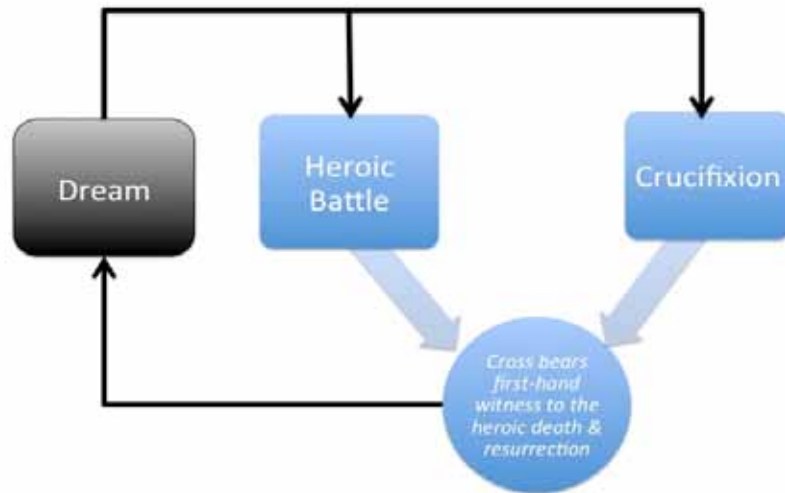 Dream
Heroic
Battle
Crucifixion
Cross bears
first-hand
witness to the
heroic death &
resurrection